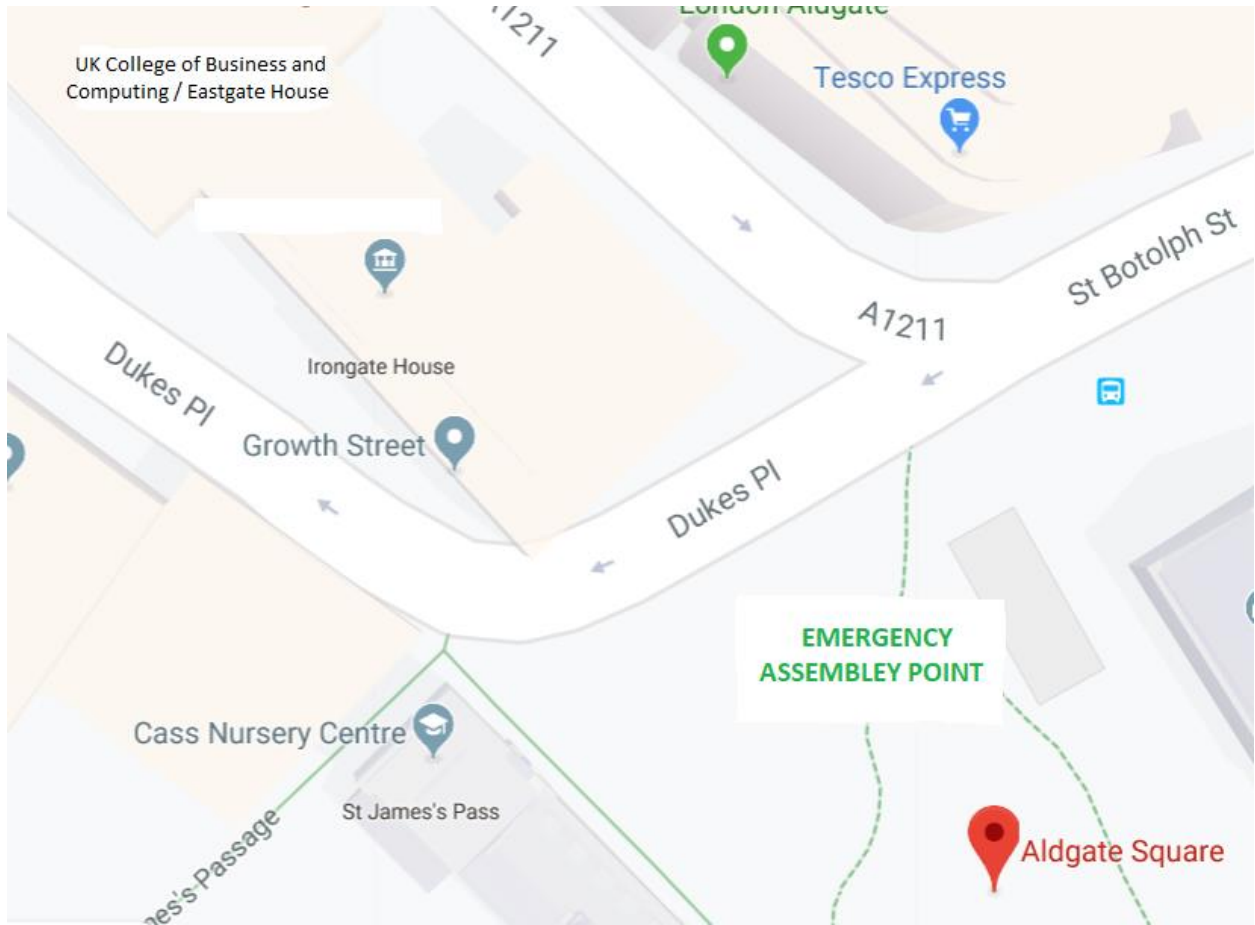 A1211
London Aldgate
UK College of Business and
Computing / Eastgate House
Tesco Express
St Botolph St
A1211
Dukes Pl
Irongate House
Growth Street
Dukes Pl
EMERGENCY
ASSEMBLEY POINT
Cass Nursery Centre
St James's Pass
Aldgate Square
Passage